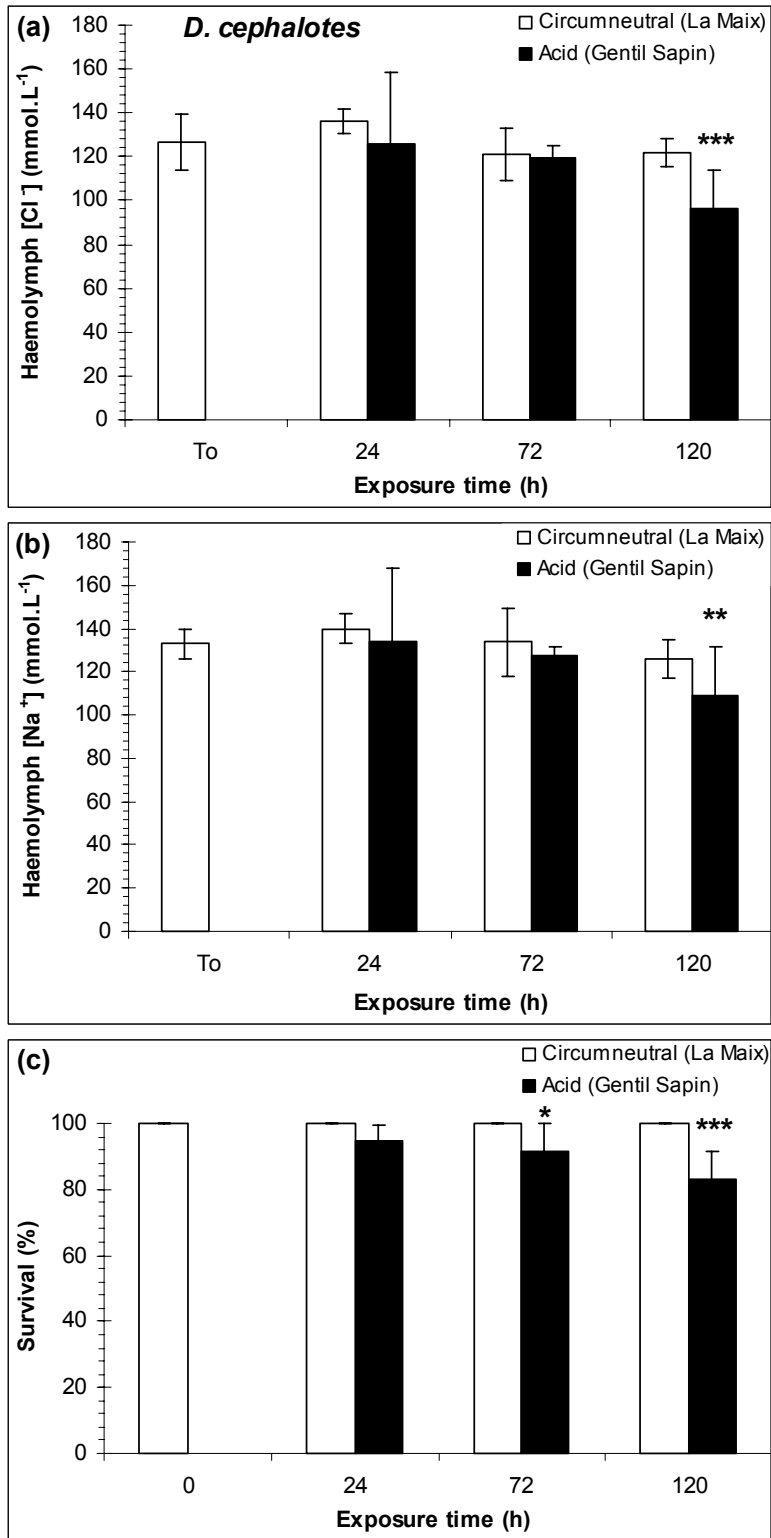 (a) D. cephalotes
Circumneutral (La Maix)
Acid (Gentil Sapin)
Haemolymph [Cl⁻] (mmol.L⁻¹)
180
160
140
120
100
80
60
40
20
0
***
To 24 72 120
Exposure time (h)
(b)
Circumneutral (La Maix)
Acid (Gentil Sapin)
Haemolymph [Na⁺] (mmol.L⁻¹)
180
160
140
120
100
80
60
40
20
0
**
To 24 72 120
Exposure time (h)
(c)
Circumneutral (La Maix)
Acid (Gentil Sapin)
Survival (%)
100
80
60
40
20
0
* ***
0 24 72 120
Exposure time (h)